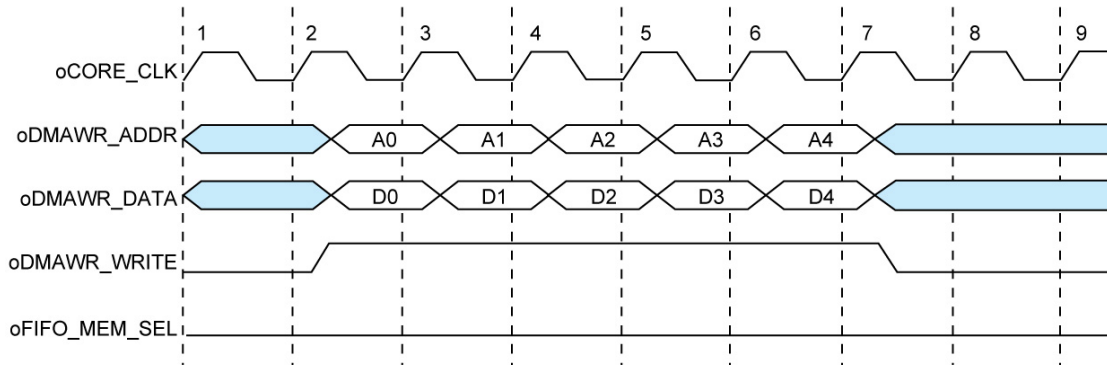 1 2 3 4 5 6 7 8 9
oCORE_CLK
oDMAWR_ADDR A0 A1 A2 A3 A4
oDMAWR_DATA D0 D1 D2 D3 D4
oDMAWR_WRITE
oFIFO_MEM_SEL